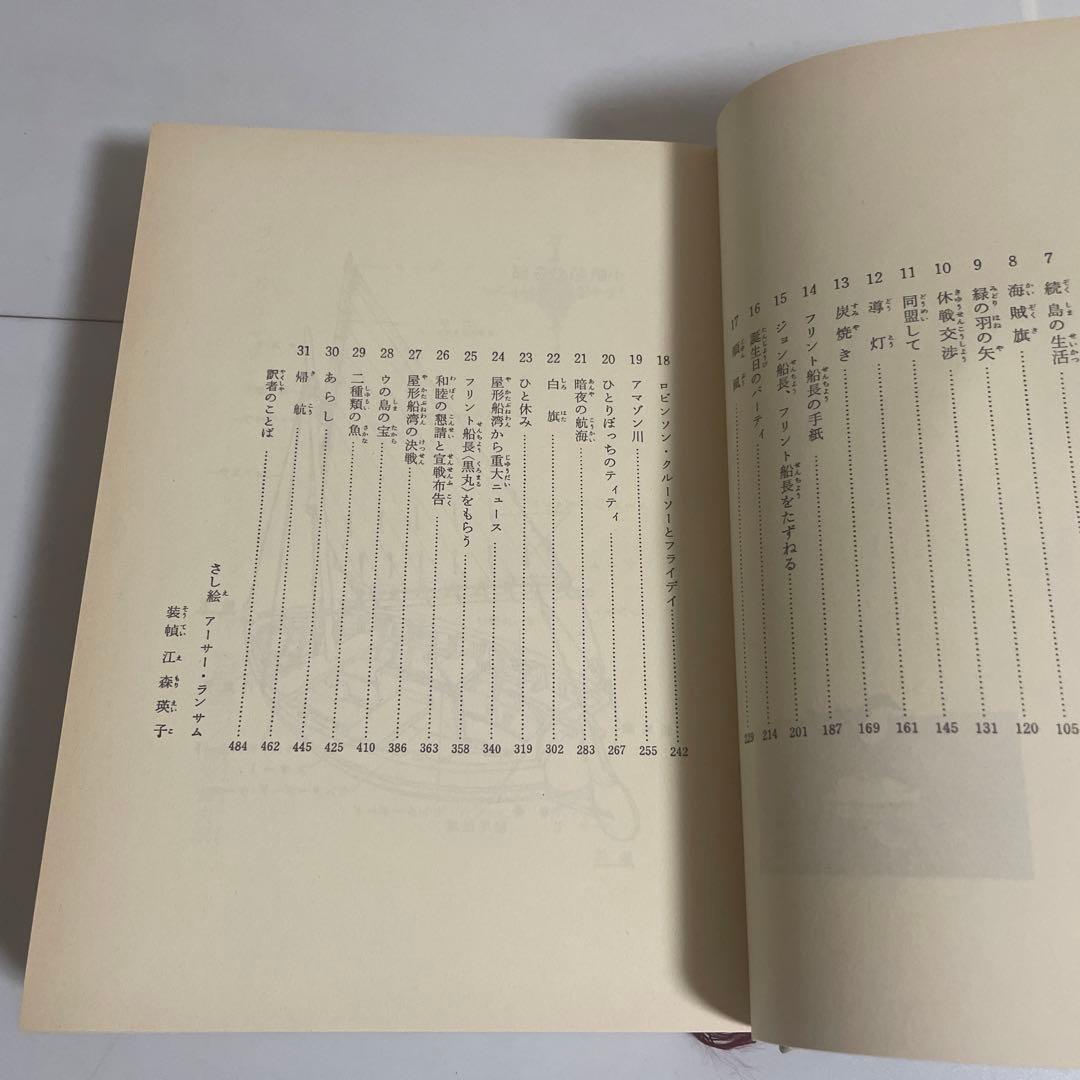 7 続島の生活
8 海賊旗 105
9 緑の羽の矢 120
10 休戦交渉 131
11 同盟して 145
12 導灯 161
13 炭焼き 169
14 フリント船長の手紙 187
15 ジョン船長、フリント船長をたずねる 201
16 誕生日のパーティ 214
17 順風 229
18 ロビンソン・クルーソーとフライデイ 242
19 アマゾン川 255
20 ひとりぼっちのティティ 267
21 暗夜の航海 283
22 白旗 302
23 ひと休み 319
24 屋形船湾から重大ニュース 340
25 フリント船長〈黒丸〉をもらう 358
26 和睦の懇請と宣戦布告 363
27 屋形船湾の決戦 386
28 ウの島の宝 410
29 二種類の魚 425
30 あらし 445
31 帰航 462
訳者のことば 484
さし絵 アーサー・ランサム
装幀 江森瑛子